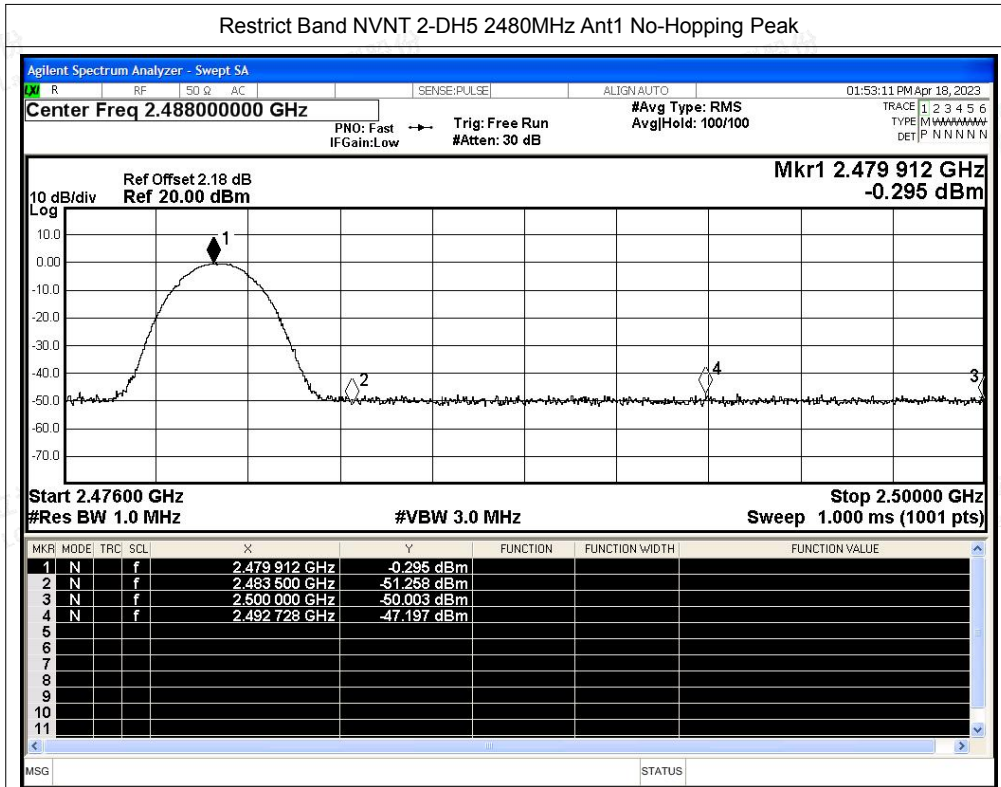 Restrict Band NVNT 2-DH5 2480MHz Ant1 No-Hopping Peak
Agilent Spectrum Analyzer - Swept SA
LXI R RF 50 Ω AC SENSE:PULSE ALIGN AUTO 01:53:11 PM Apr 18, 2023
Center Freq 2.488000000 GHz #Avg Type: RMS TRACE 1 2 3 4 5 6
PNO: Fast Trig: Free Run Avg|Hold: 100/100 TYPE M WWWWW
IFGain:Low #Atten: 30 dB DET P N N N N N
Mkr1 2.479 912 GHz
Ref Offset 2.18 dB -0.295 dBm
10 dB/div Ref 20.00 dBm
Log
10.0
1
0.00
-10.0
-20.0
-30.0
-40.0
2 4 3
-50.0
-60.0
-70.0
Start 2.47600 GHz Stop 2.50000 GHz
#Res BW 1.0 MHz #VBW 3.0 MHz Sweep 1.000 ms (1001 pts)
MKR MODE TRC SCL X Y FUNCTION FUNCTION WIDTH FUNCTION VALUE
1 N f 2.479 912 GHz -0.295 dBm
2 N f 2.483 500 GHz -51.258 dBm
3 N f 2.500 000 GHz -50.003 dBm
4 N f 2.492 728 GHz -47.197 dBm
5
6
7
8
9
10
11
MSG STATUS